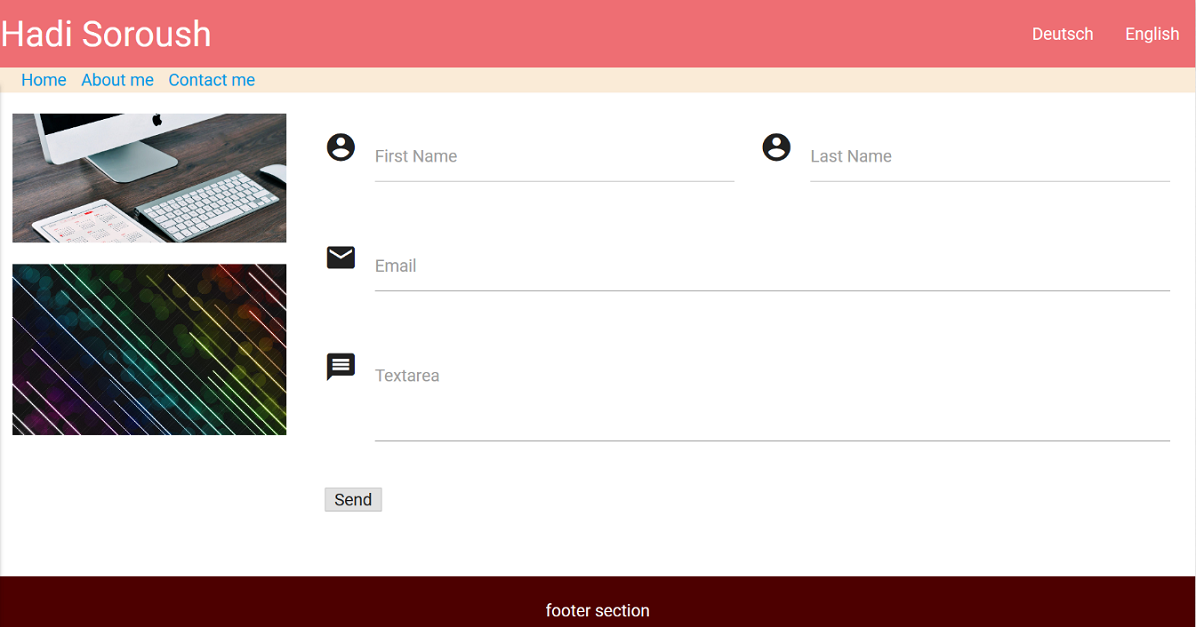 Hadi Soroush
Deutsch English
Home About me Contact me
First Name
Last Name
Email
Textarea
Send
footer section